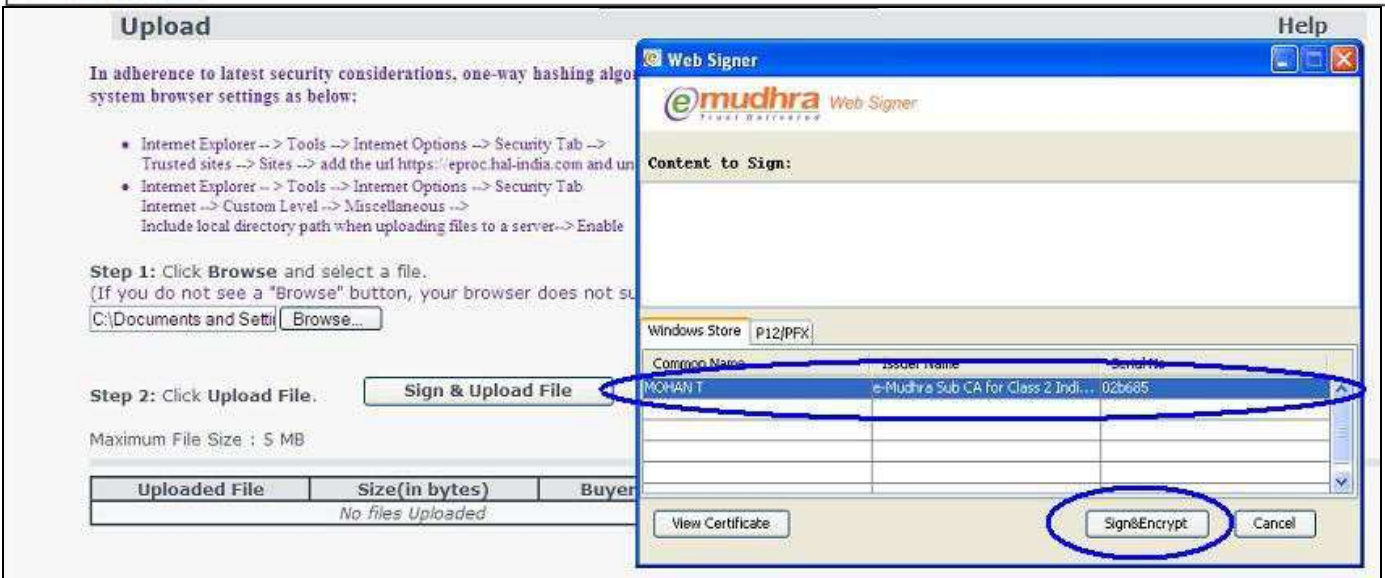 Upload
Help
In adherence to latest security considerations, one-way hashing algo
system browser settings as below:
• Internet Explorer -- > Tools --> Internet Options --> Security Tab -->
Trusted sites --> Sites --> add the url https://eproc.hal-india.com and un
• Internet Explorer -- > Tools --> Internet Options --> Security Tab
Internet --> Custom Level --> Miscellaneous -->
Include local directory path when uploading files to a server--> Enable
Step 1: Click Browse and select a file.
(If you do not see a "Browse" button, your browser does not su
C:\Documents and Setti Browse...
Step 2: Click Upload File. Sign & Upload File
Maximum File Size : 5 MB
Uploaded File Size(in bytes) Buyer
No files Uploaded
Web Signer
emudhra Web Signer
Trust Delivered
Content to Sign:
Windows Store P12/PFX
Common Name Issuer Name Serial No
MOHAN T e-Mudhra Sub CA for Class 2 Indi... 02b685
View Certificate Sign&Encrypt Cancel